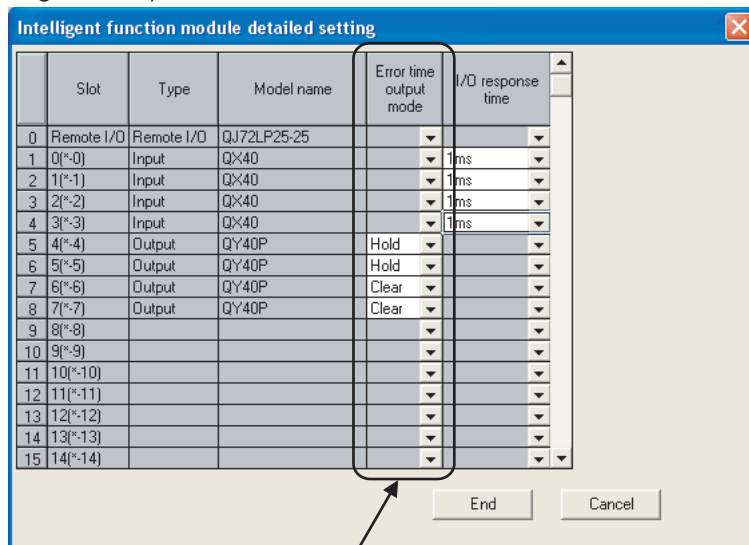 Intelligent function module detailed setting
Slot Type Model name Error time output mode I/O response time
0 Remote I/O Remote I/O QJ72LP25-25
1 0(*-0) Input QX40 1ms
2 1(*-1) Input QX40 1ms
3 2(*-2) Input QX40 1ms
4 3(*-3) Input QX40 1ms
5 4(*-4) Output QY40P Hold
6 5(*-5) Output QY40P Hold
7 6(*-6) Output QY40P Clear
8 7(*-7) Output QY40P Clear
9 8(*-8)
10 9(*-9)
11 10(*-10)
12 11(*-11)
13 12(*-12)
14 13(*-13)
15 14(*-14)
End Cancel